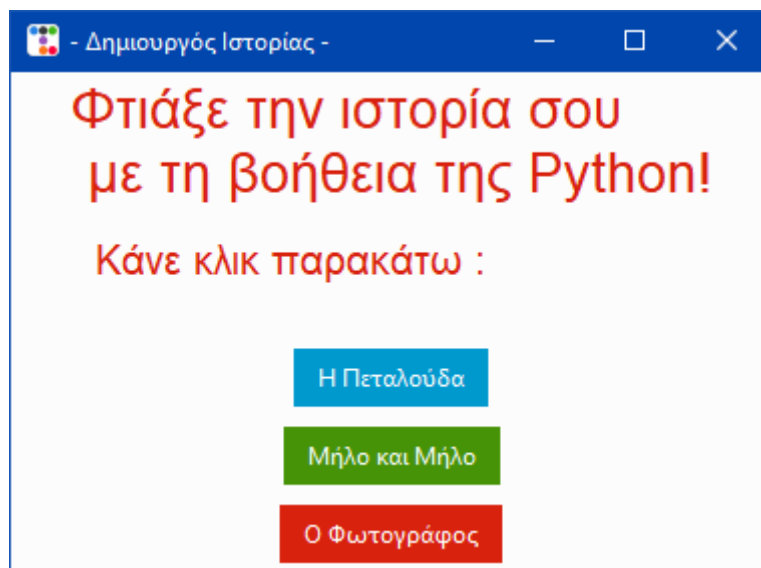 - Δημιουργός Ιστορίας -
Φτιάξε την ιστορία σου
με τη βοήθεια της Python!
Κάνε κλικ παρακάτω :
Η Πεταλούδα
Μήλο και Μήλο
Ο Φωτογράφος